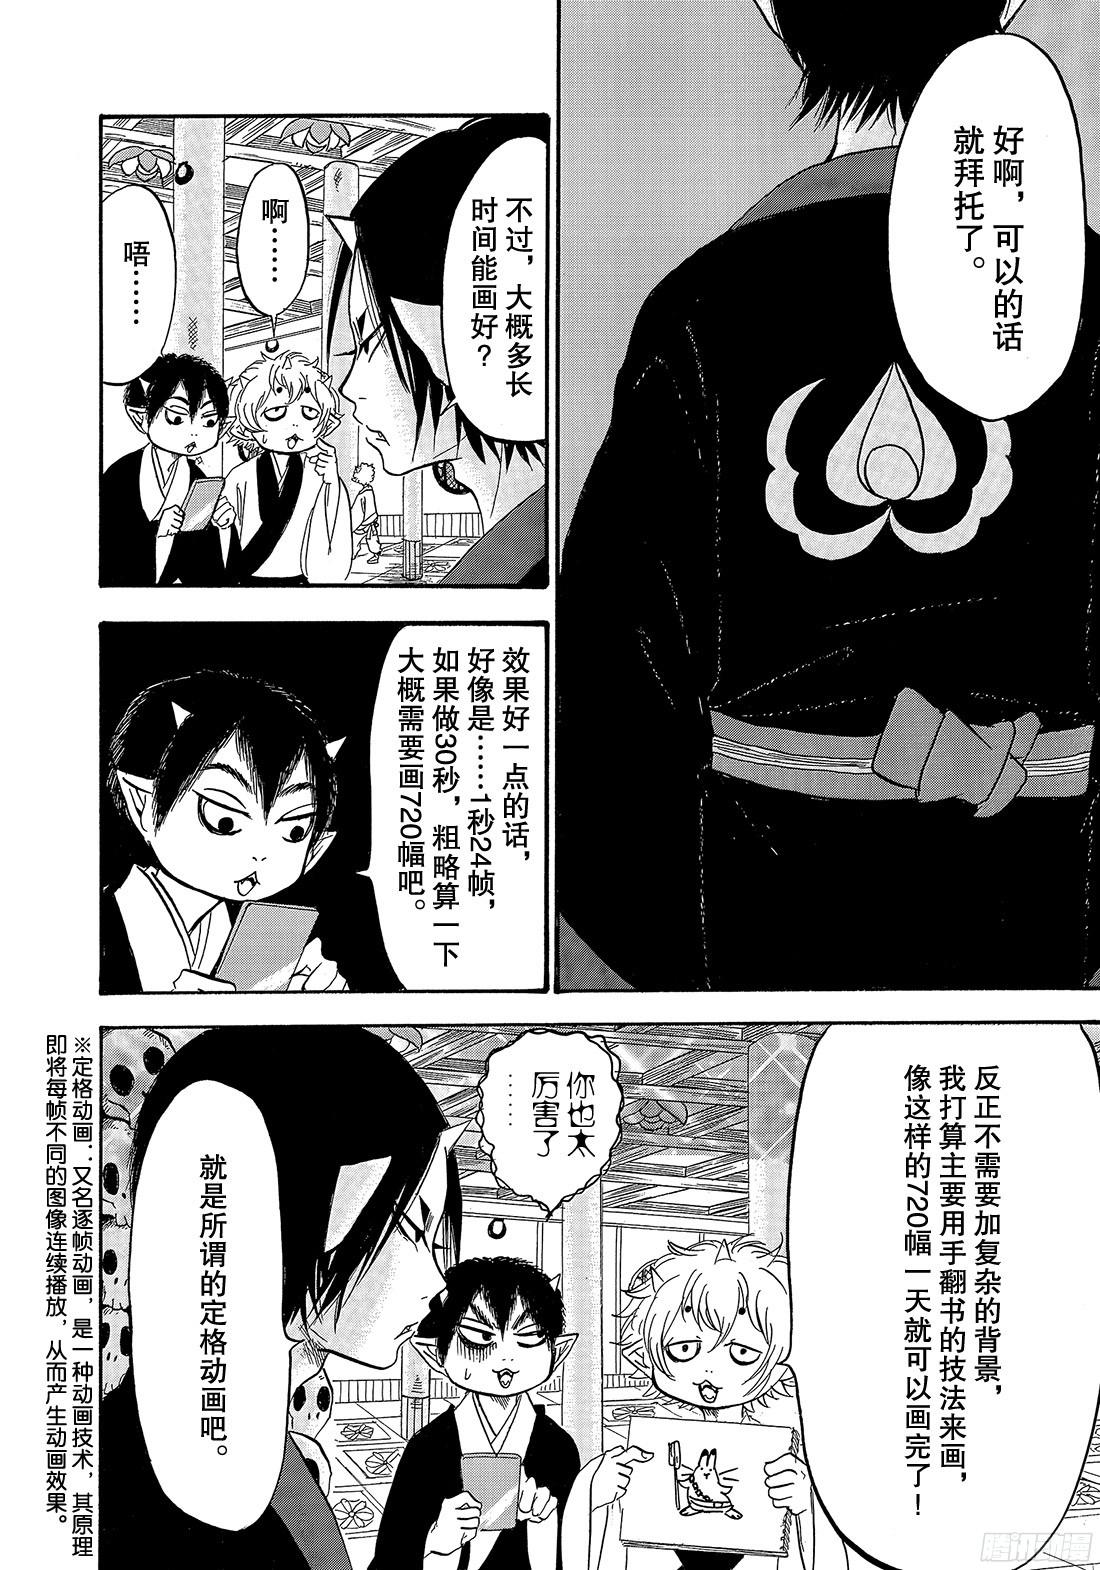 好啊，可以的话
就拜托了。
不过，大概多长
时间能画好？
啊……
唔……
效果好一点的话，
好像是……1秒24帧，
如果做30秒，粗略算一下
大概需要画720幅吧。
反正不需要加复杂的背景，
我打算主要用手翻书的技法来画，
像这样的720幅一天就可以画完了！
你也太
厉害了
……
就是所谓的定格动画吧。
※定格动画：又名逐帧动画，是一种动画技术，其原理
即将每帧不同的图像连续播放，从而产生动画效果。
腾讯动漫